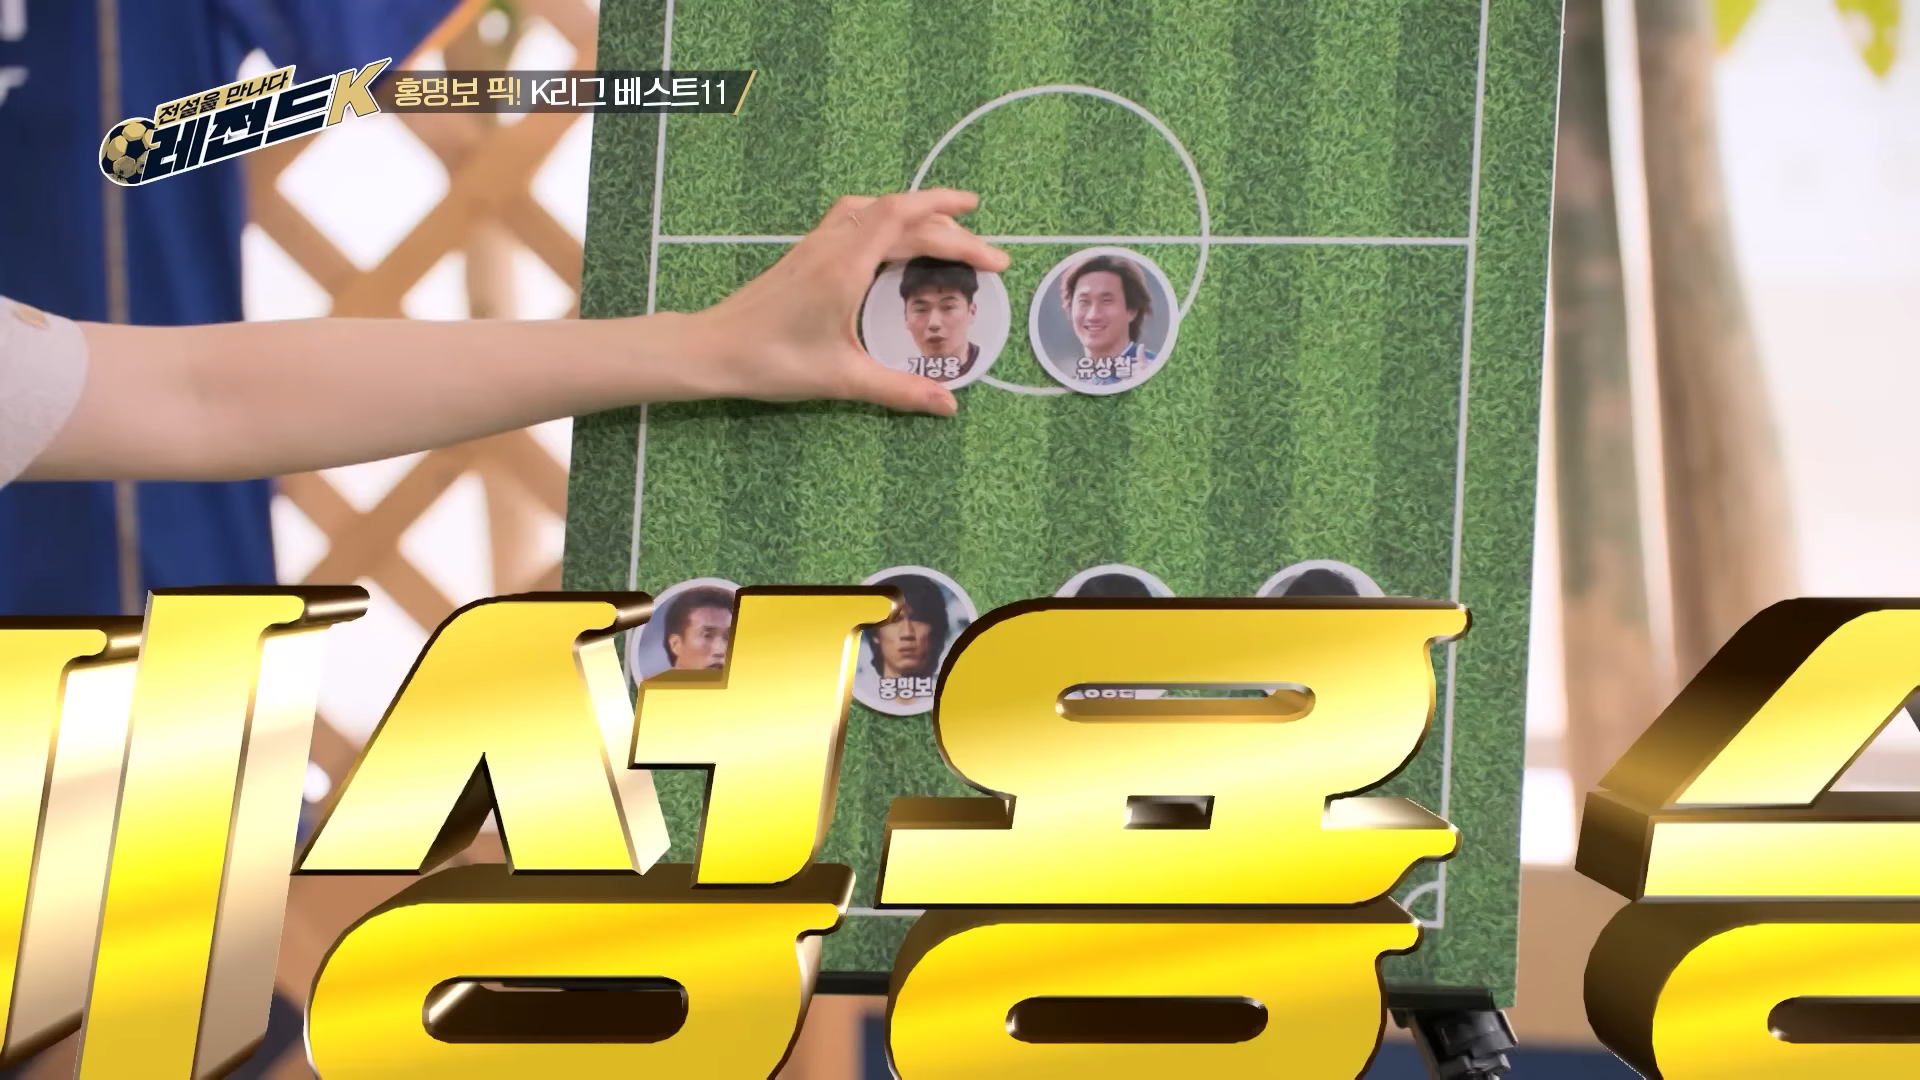 전설을 만나다
레전드K
홍명보 픽! K리그 베스트11
기성용
유상철
홍명보
기성용